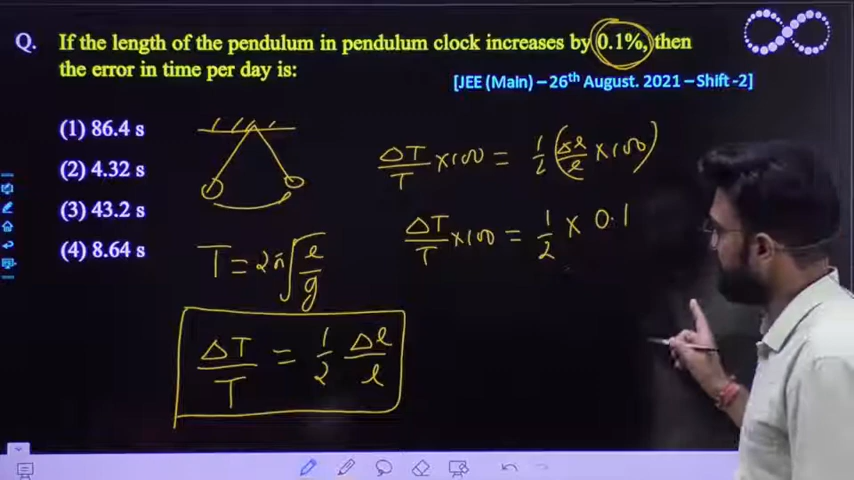 Q. If the length of the pendulum in pendulum clock increases by 0.1%, then
the error in time per day is:
[JEE (Main) – 26th August. 2021 – Shift -2]
(1) 86.4 s
(2) 4.32 s
(3) 43.2 s
(4) 8.64 s
ΔT/T ×100 = 1/2 (Δl/l ×100)
ΔT/T ×100 = 1/2 × 0.1
T = 2π√(l/g)
ΔT/T = 1/2 Δl/l